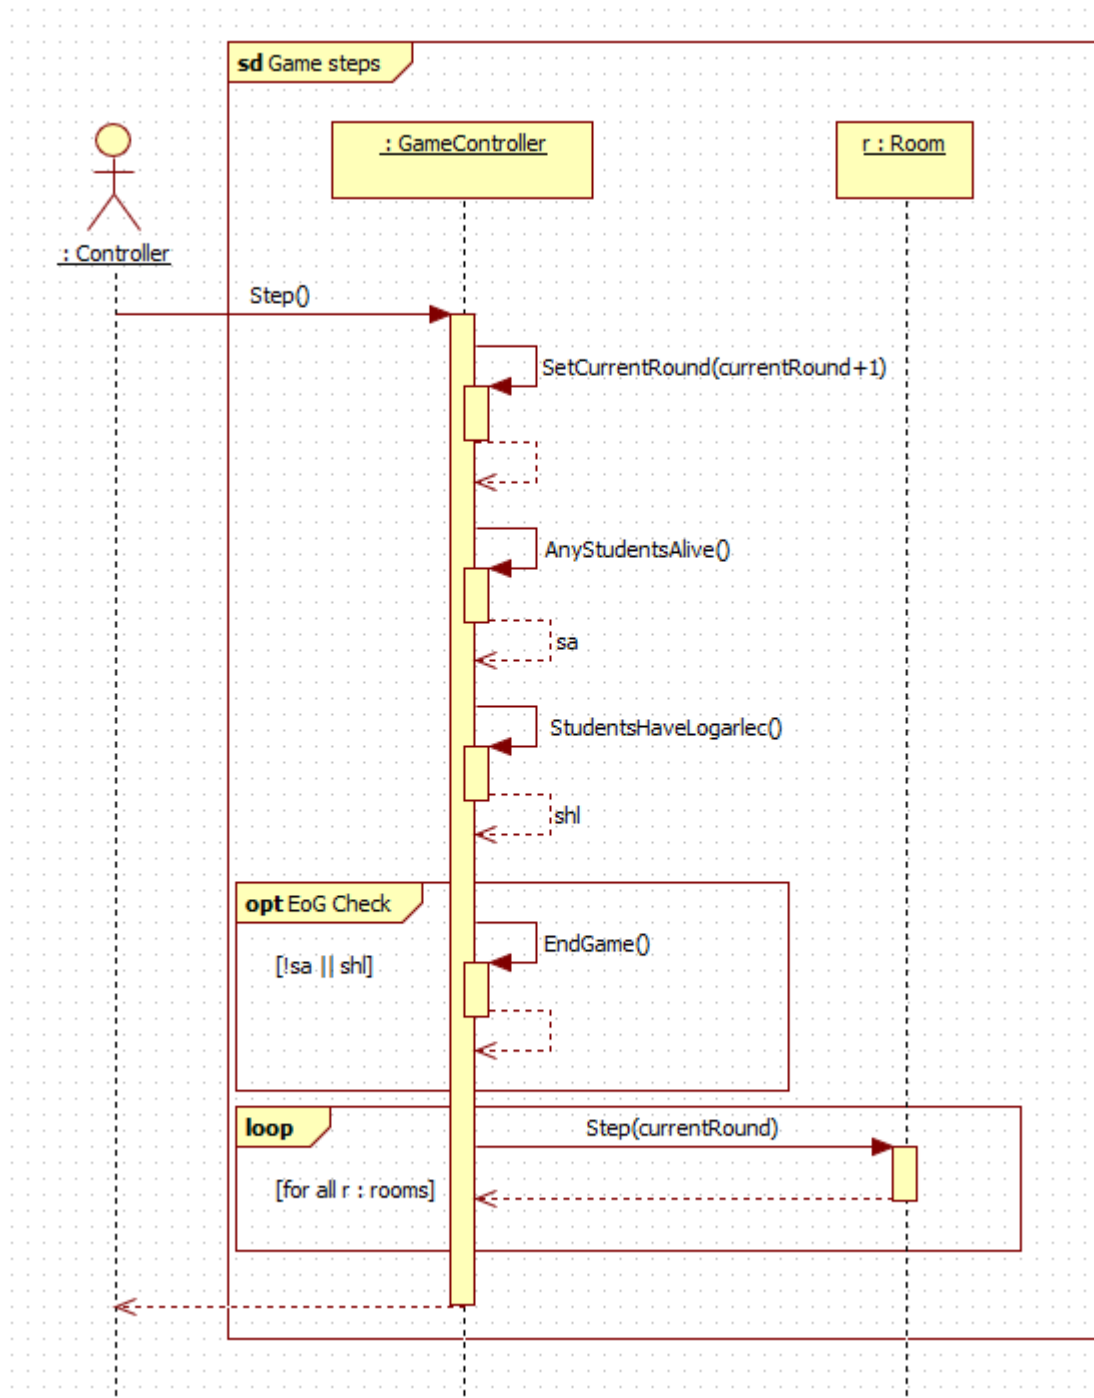 sd Game steps
: GameController
r : Room
: Controller
Step()
SetCurrentRound(currentRound+1)
AnyStudentsAlive()
sa
StudentsHaveLogarlec()
shl
opt EoG Check
EndGame()
[!sa || shl]
loop
Step(currentRound)
[for all r : rooms]